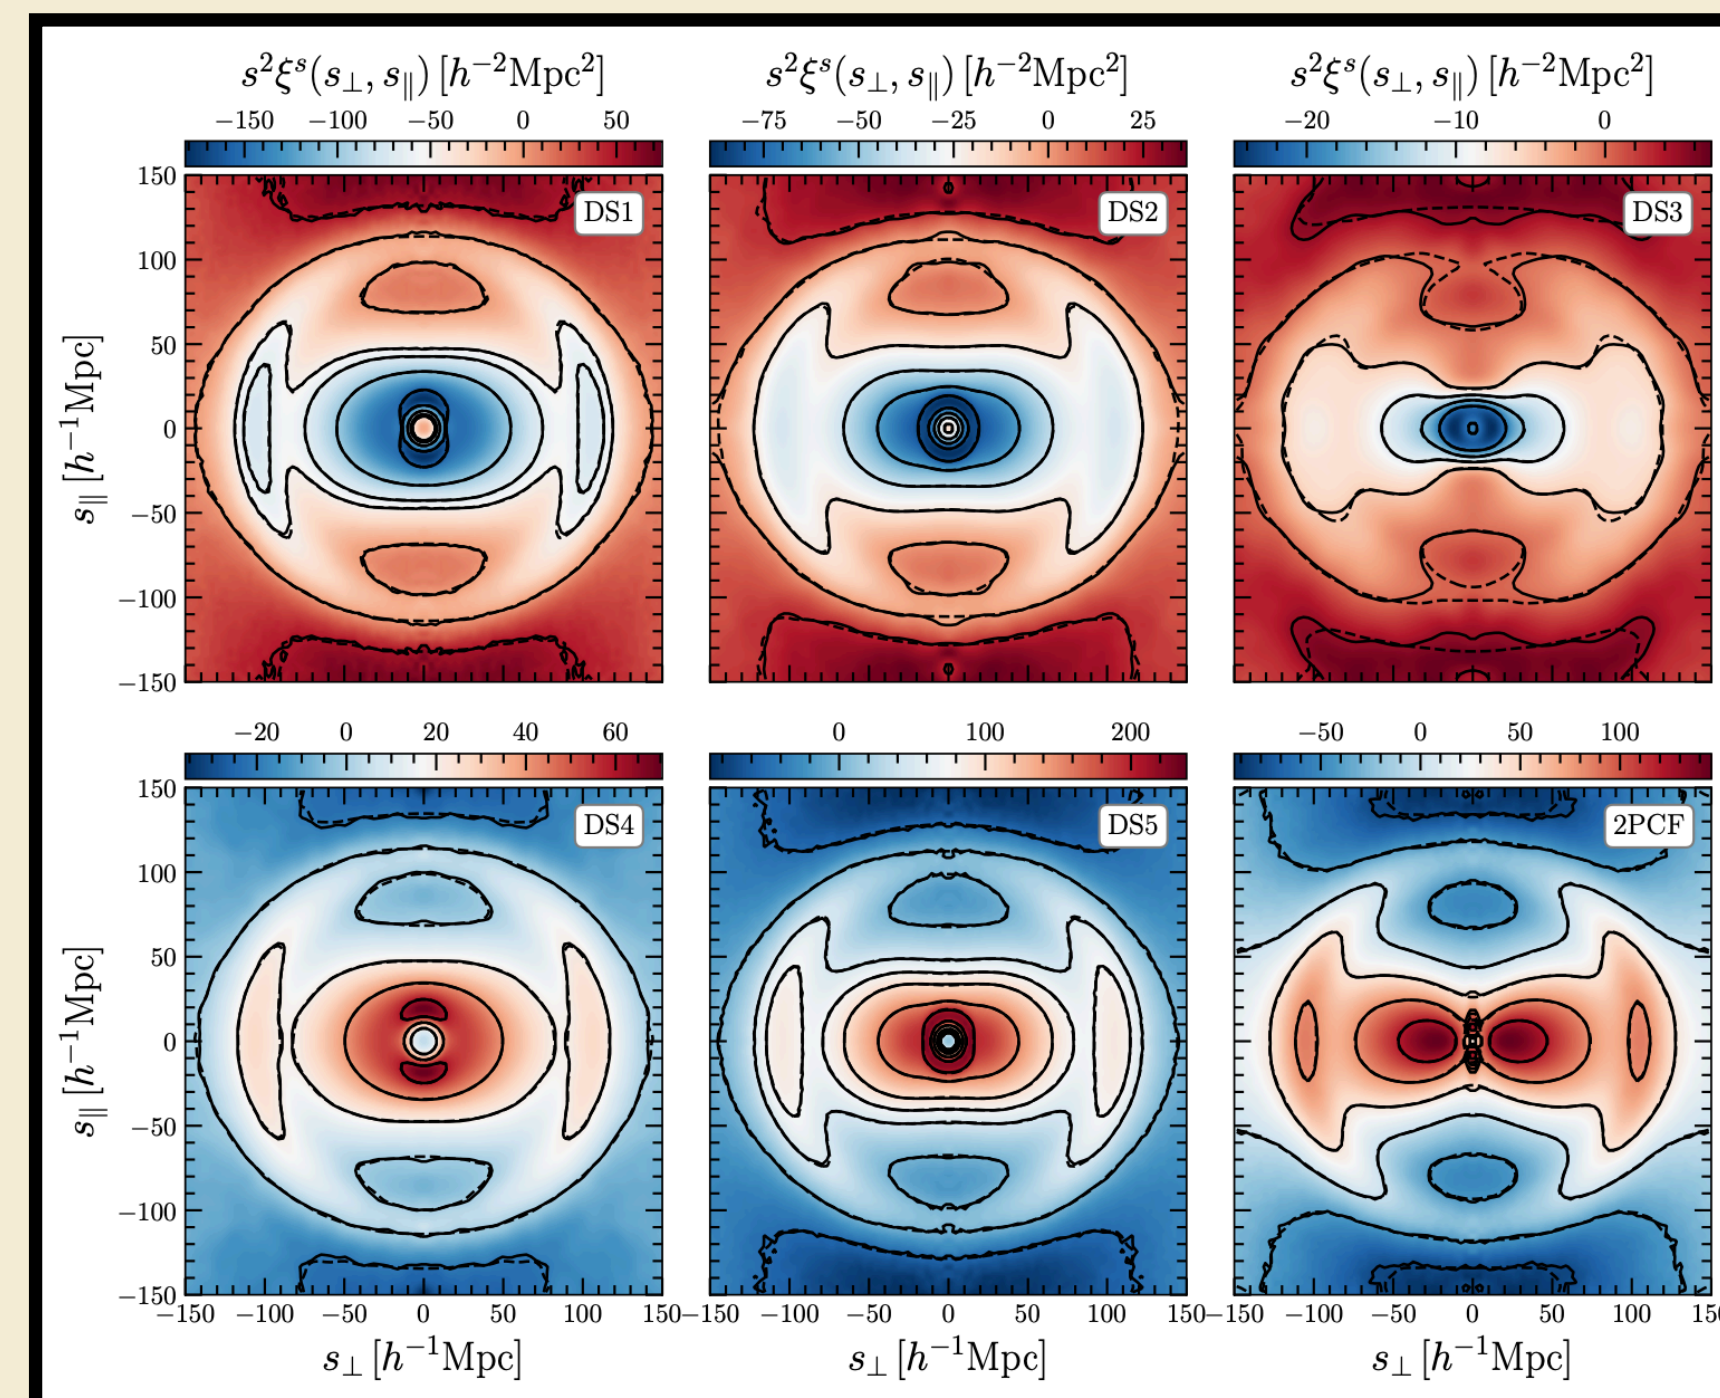 s²ξˢ(s⊥, s∥) [h⁻²Mpc²] s²ξˢ(s⊥, s∥) [h⁻²Mpc²] s²ξˢ(s⊥, s∥) [h⁻²Mpc²]
−150 −100 −50 0 50 −75 −50 −25 0 25 −20 −10 0
150
DS1 DS2 DS3
100
50
s∥ [h⁻¹Mpc]
0
−50
−100
−150
−20 0 20 40 60 0 100 200 −50 0 50 100
150
DS4 DS5 2PCF
100
50
s∥ [h⁻¹Mpc]
0
−50
−100
−150
−150 −100 −50 0 50 100 150 −150 −100 −50 0 50 100 150 −150 −100 −50 0 50 100 150
s⊥ [h⁻¹Mpc] s⊥ [h⁻¹Mpc] s⊥ [h⁻¹Mpc]